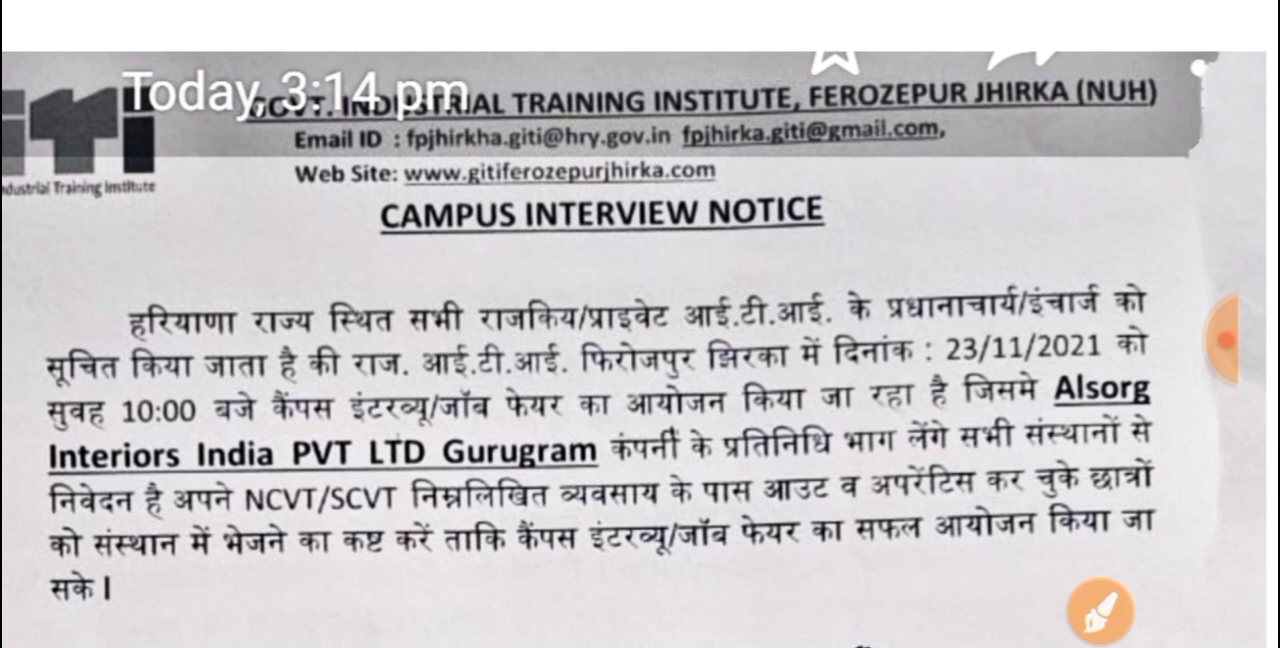 Today, 3:14 pm
GOVT. INDUSTRIAL TRAINING INSTITUTE, FEROZEPUR JHIRKA (NUH)
Email ID : fpjhirkha.giti@hry.gov.in fpjhirka.giti@gmail.com,
Industrial Training Institute
Web Site: www.gitiferozepurjhirka.com
CAMPUS INTERVIEW NOTICE
हरियाणा राज्य स्थित सभी राजकिय/प्राइवेट आई.टी.आई. के प्रधानाचार्य/इंचार्ज को
सूचित किया जाता है की राज. आई.टी.आई. फिरोजपुर झिरका में दिनांक : 23/11/2021 को
सुवह 10:00 बजे कैंपस इंटरव्यू/जॉब फेयर का आयोजन किया जा रहा है जिसमे Alsorg
Interiors India PVT LTD Gurugram कंपनीं के प्रतिनिधि भाग लेंगे सभी संस्थानों से
निवेदन है अपने NCVT/SCVT निम्नलिखित व्यवसाय के पास आउट व अपरेंटिस कर चुके छात्रों
को संस्थान में भेजने का कष्ट करें ताकि कैंपस इंटरव्यू/जॉब फेयर का सफल आयोजन किया जा
सके ।